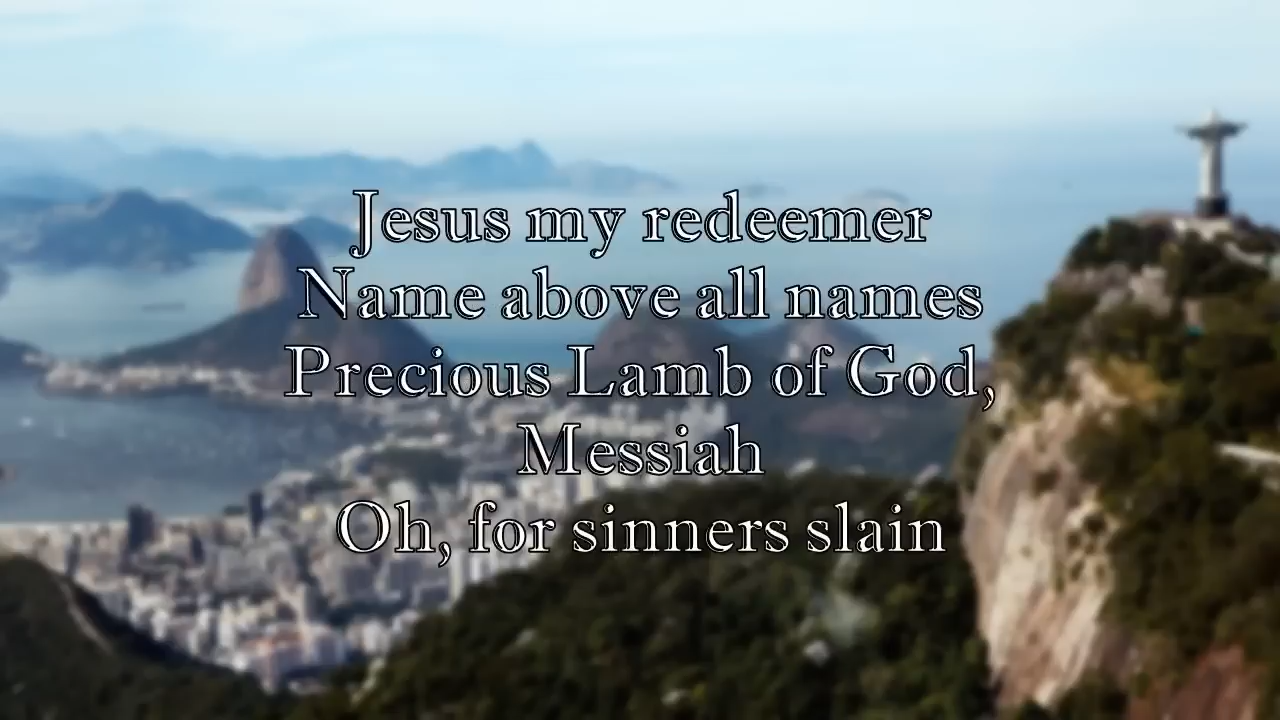 Jesus my redeemer
Name above all names
Precious Lamb of God,
Messiah
Oh, for sinners slain